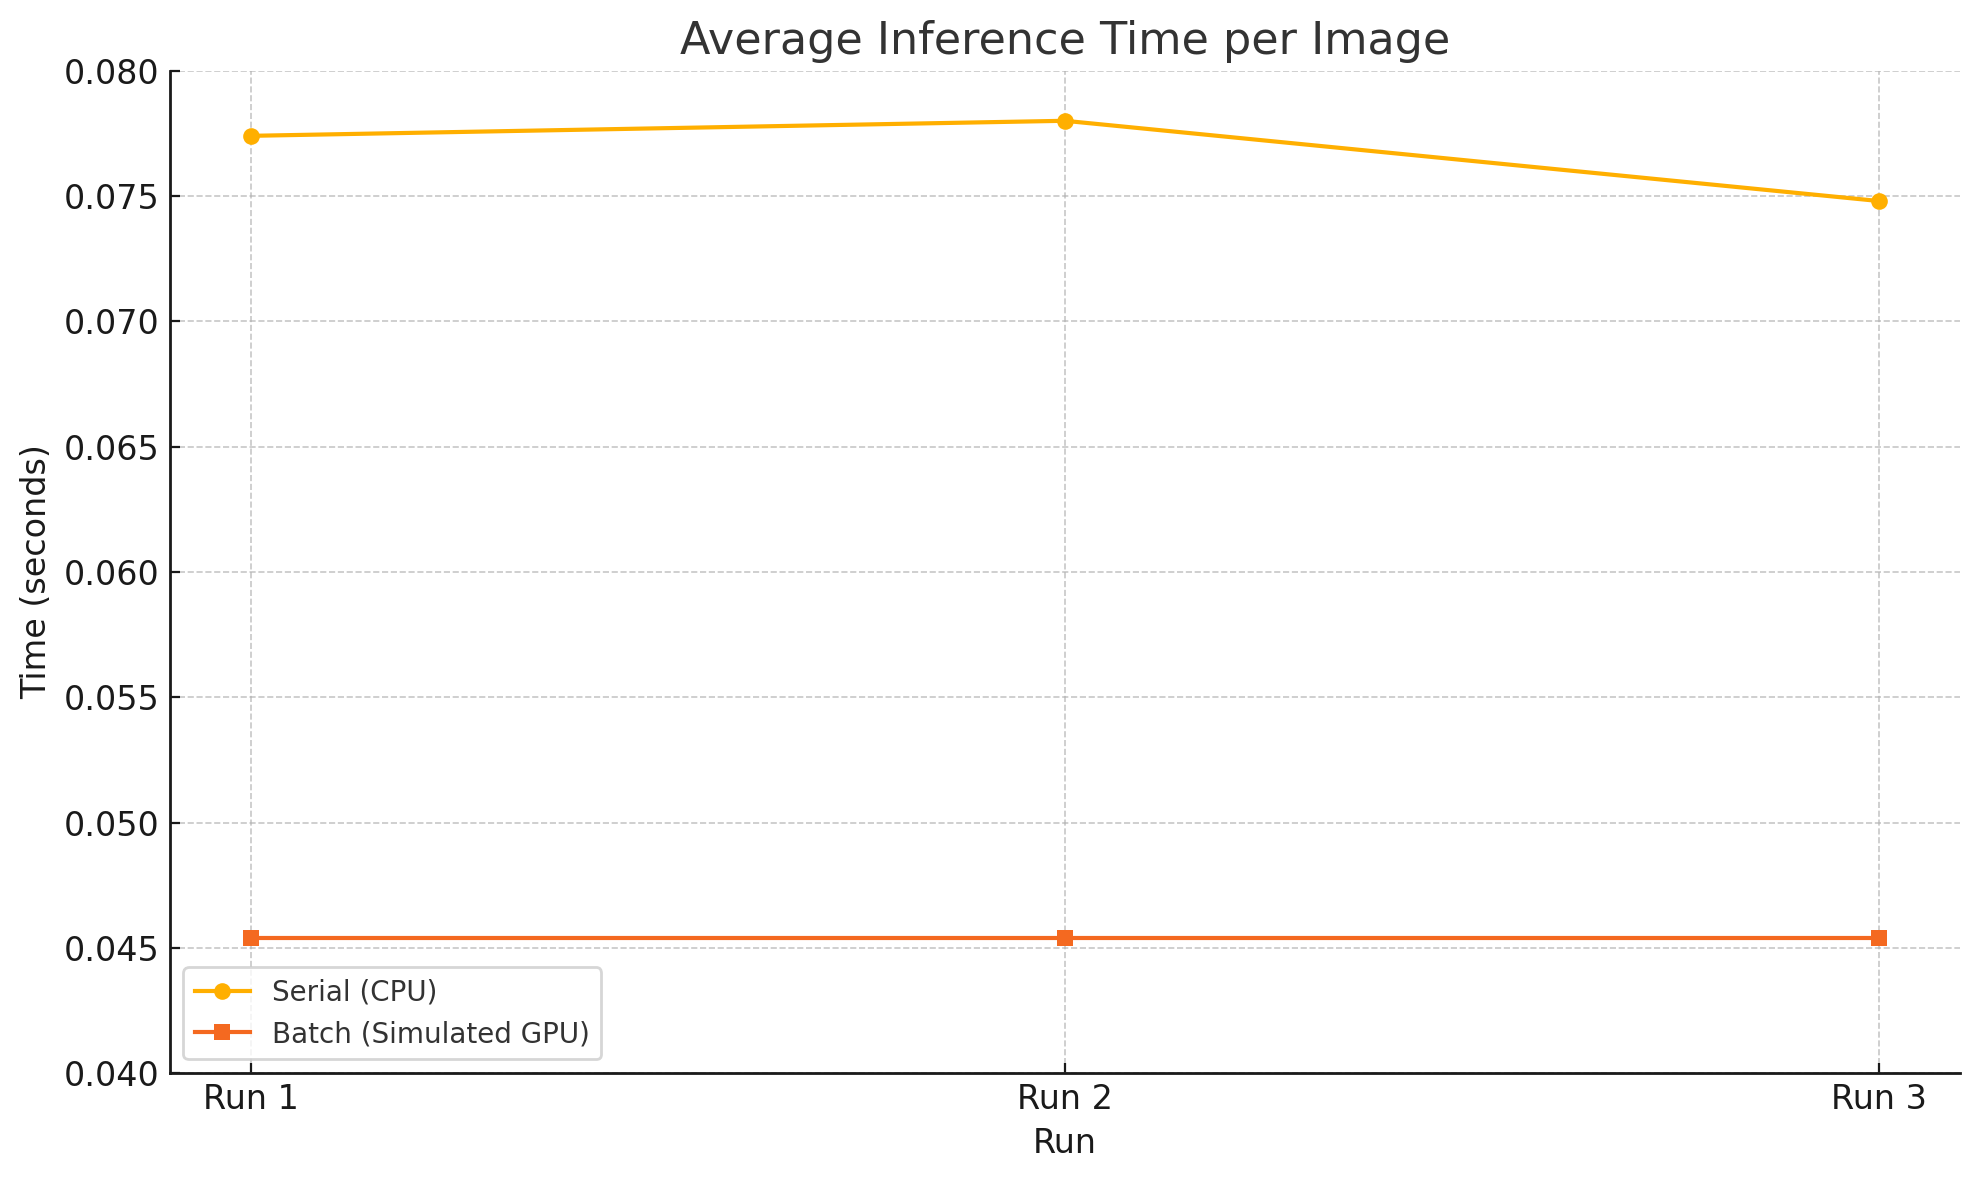 Average Inference Time per Image
0.080
0.075
0.070
0.065
0.060
0.055
0.050
0.045
0.040
Time (seconds)
Serial (CPU)
Batch (Simulated GPU)
Run 1
Run 2
Run 3
Run